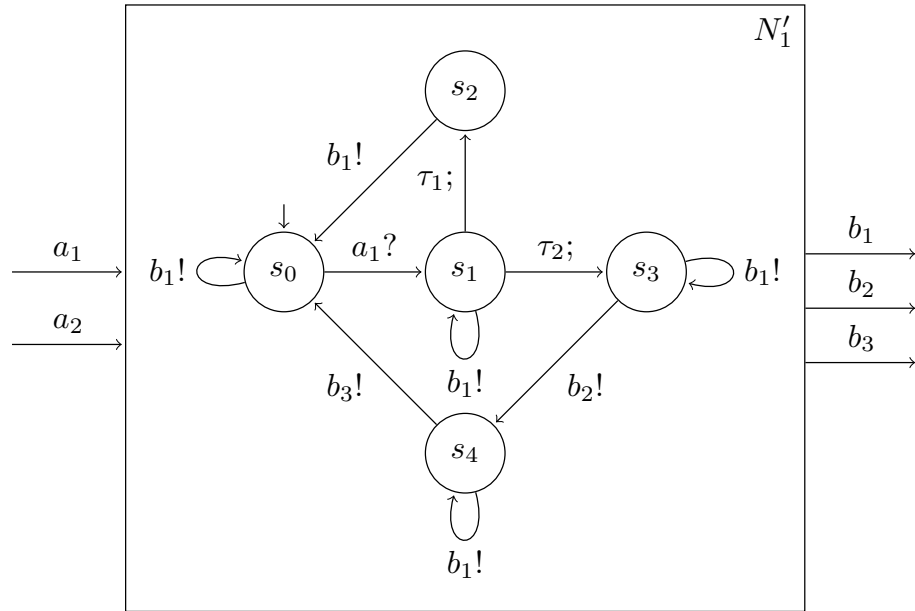 N′₁
s₂
b₁!
τ₁;
a₁
b₁!
s₀
a₁?
s₁
τ₂;
s₃
b₁!
b₁
a₂
b₂
b₃
b₃!
b₁!
b₂!
s₄
b₁!